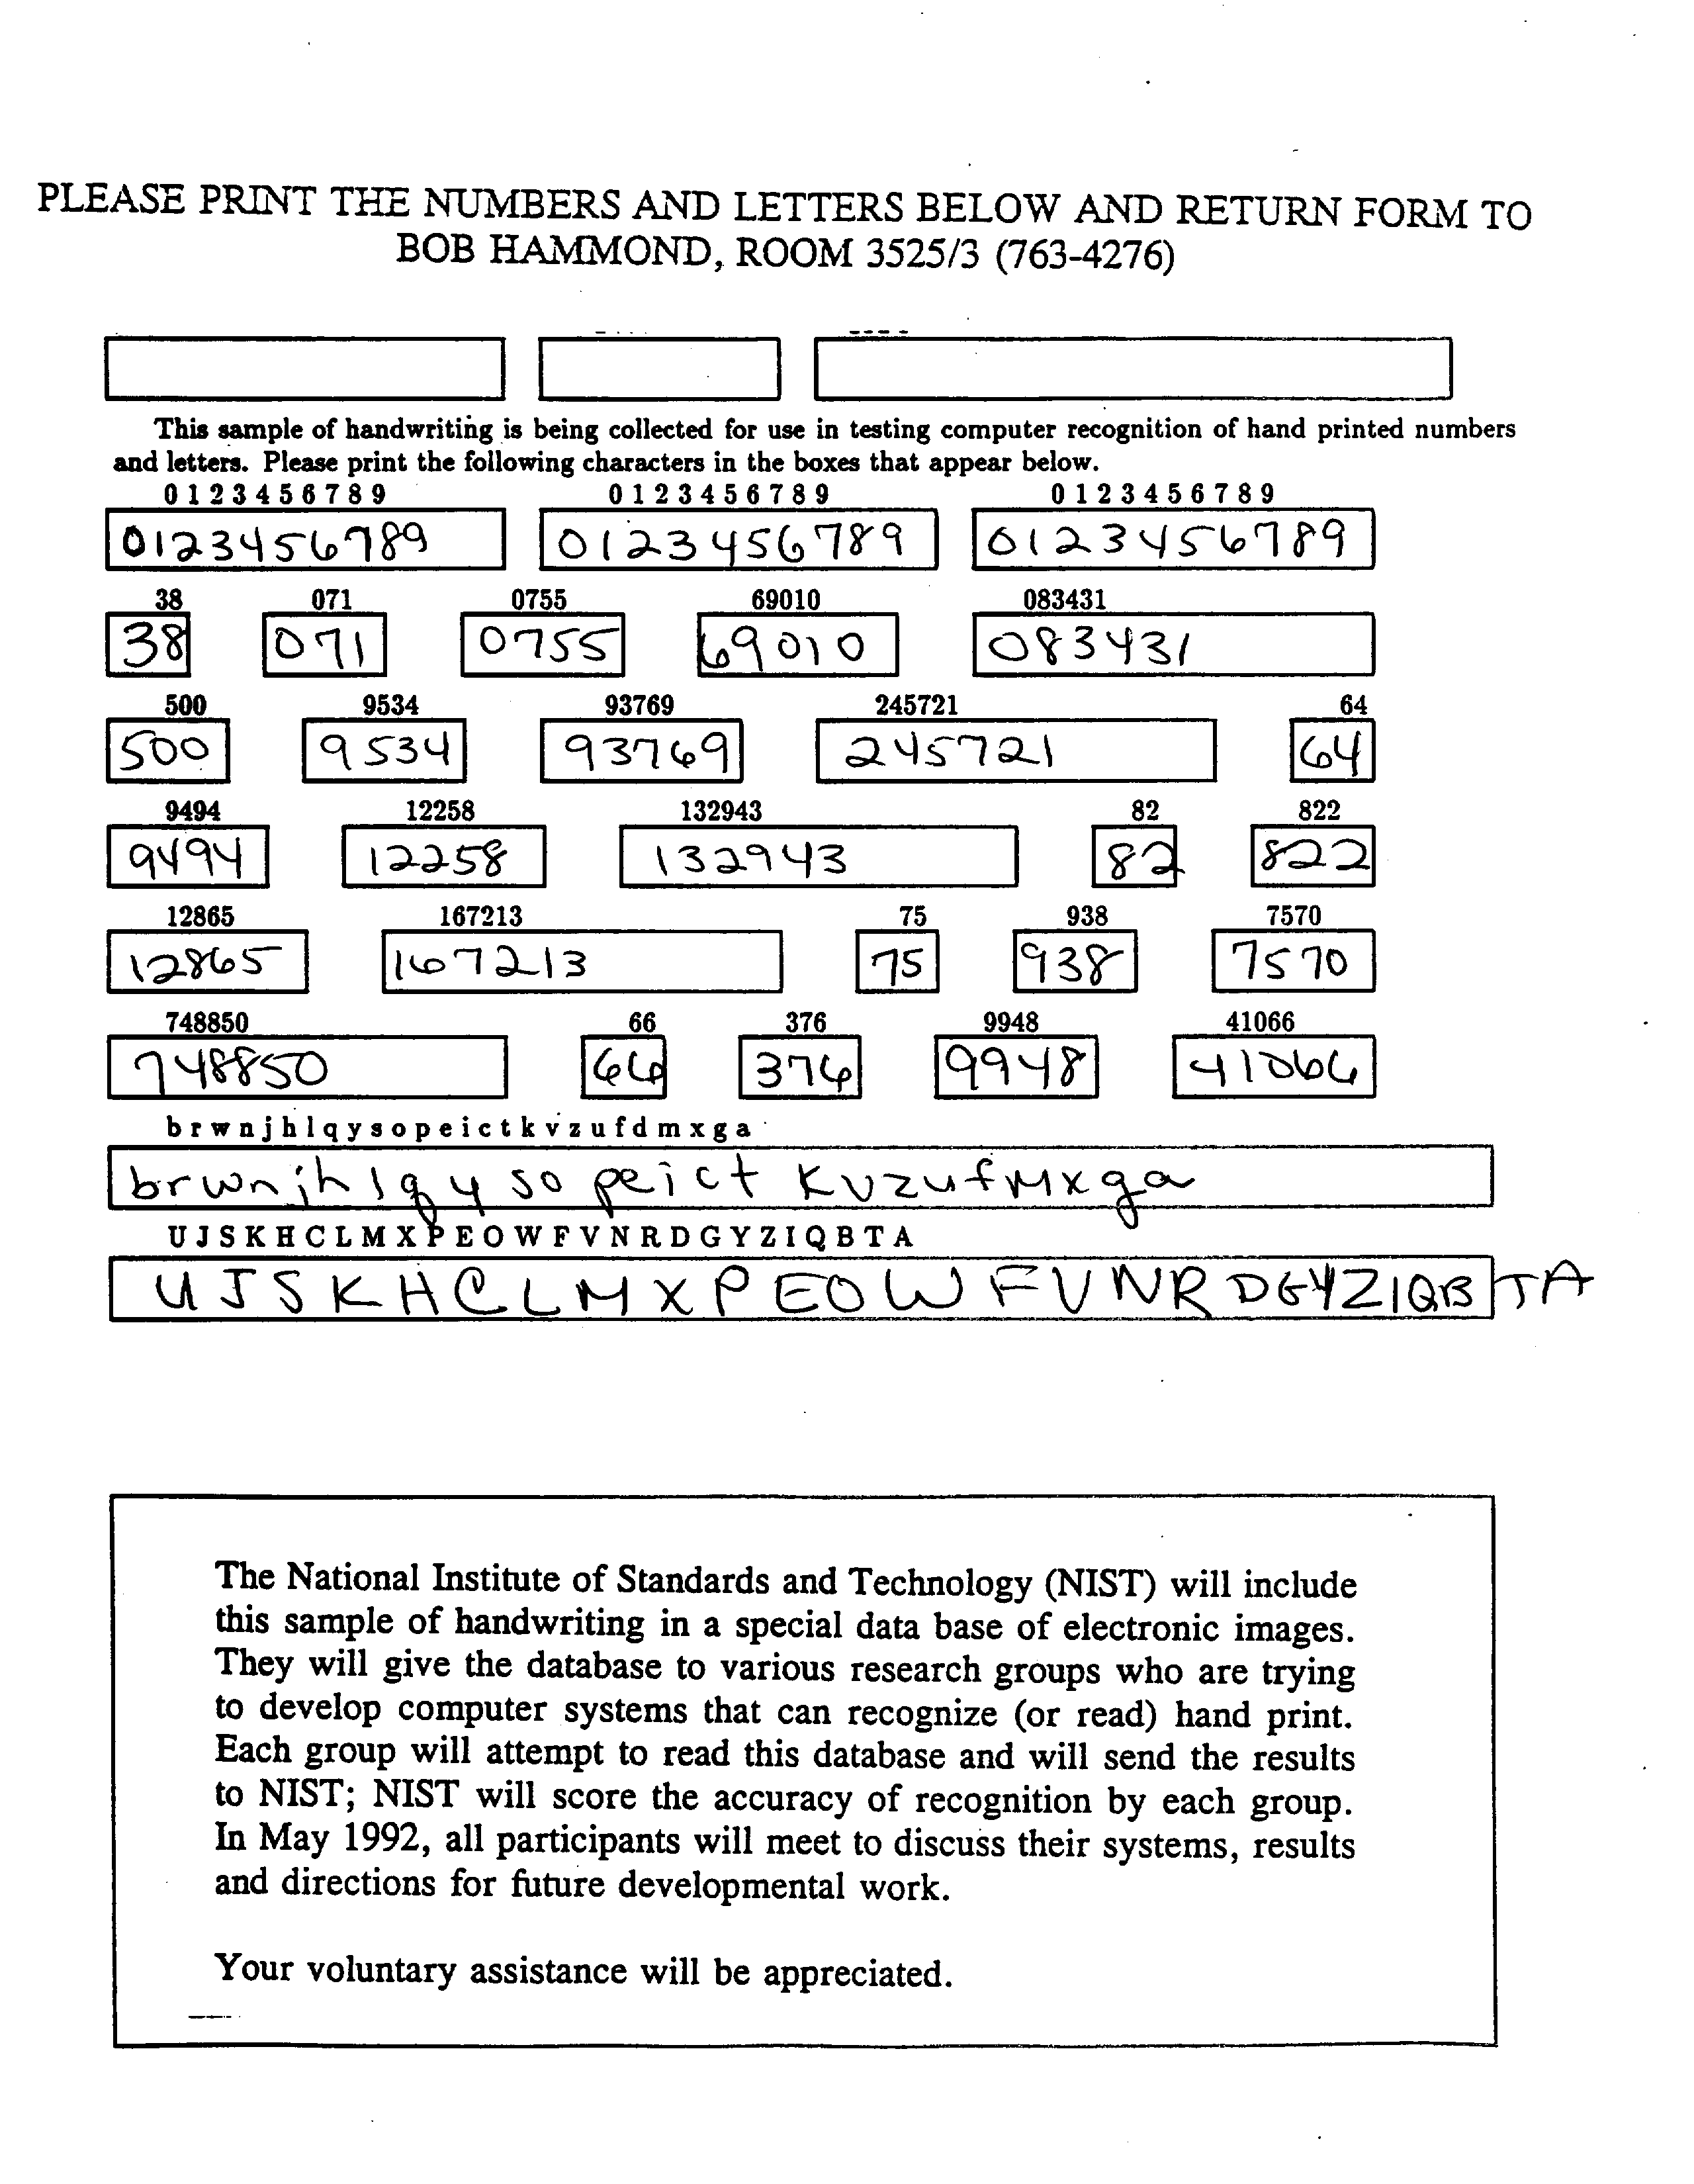 PLEASE PRINT THE NUMBERS AND LETTERS BELOW AND RETURN FORM TO
BOB HAMMOND, ROOM 3525/3 (763-4276)
This sample of handwriting is being collected for use in testing computer recognition of hand printed numbers
and letters. Please print the following characters in the boxes that appear below.
0 1 2 3 4 5 6 7 8 9 0 1 2 3 4 5 6 7 8 9 0 1 2 3 4 5 6 7 8 9
0123456789 0123456789 0123456789
38 071 0755 69010 083431
38 071 0755 69010 083431
500 9534 93769 245721 64
500 9534 93769 245721 64
9494 12258 132943 82 822
9494 12258 132943 82 822
12865 167213 75 938 7570
12865 167213 75 938 7570
748850 66 376 9948 41066
748850 66 376 9948 41066
b r w n j h l q y s o p e i c t k v z u f d m x g a
brwnjhlqysopeictkvzufmxga
U J S K H C L M X P E O W F V N R D G Y Z I Q B T A
UJSKHCLMXPEOWFVNRDGYZIQBTA
The National Institute of Standards and Technology (NIST) will include
this sample of handwriting in a special data base of electronic images.
They will give the database to various research groups who are trying
to develop computer systems that can recognize (or read) hand print.
Each group will attempt to read this database and will send the results
to NIST; NIST will score the accuracy of recognition by each group.
In May 1992, all participants will meet to discuss their systems, results
and directions for future developmental work.
Your voluntary assistance will be appreciated.